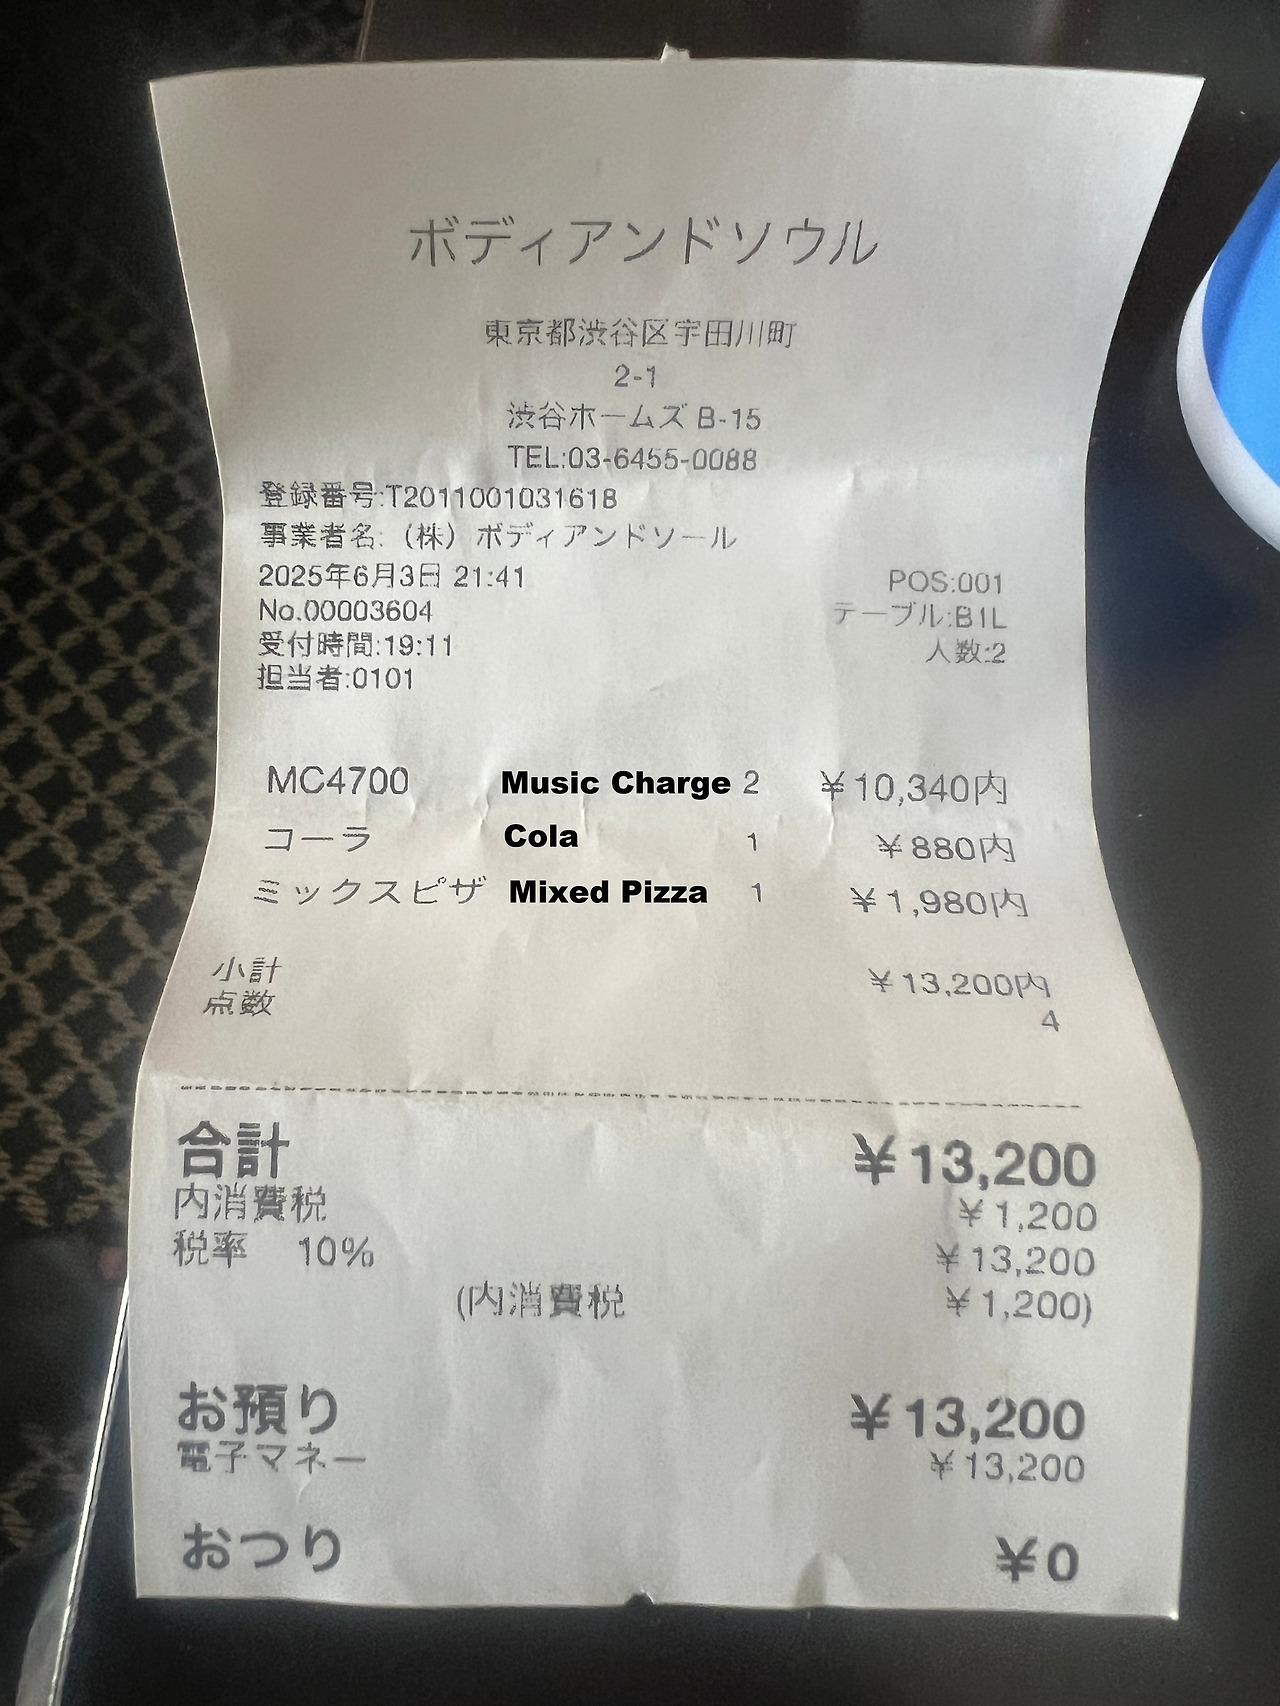 ボディアンドソウル
東京都渋谷区宇田川町
2-1
渋谷ホームズ B-15
TEL:03-6455-0088
登録番号:T2011001031618
事業者名:（株）ボディアンドソール
2025年6月3日 21:41 POS:001
No.00003604 テーブル:B1L
受付時間:19:11 人数:2
担当者:0101
MC4700 Music Charge 2 ¥10,340内
コーラ Cola 1 ¥880内
ミックスピザ Mixed Pizza 1 ¥1,980内
小計 ¥13,200内
点数 4
合計 ¥13,200
内消費税 ¥1,200
税率 10% ¥13,200
(内消費税 ¥1,200)
お預り ¥13,200
電子マネー ¥13,200
おつり ¥0